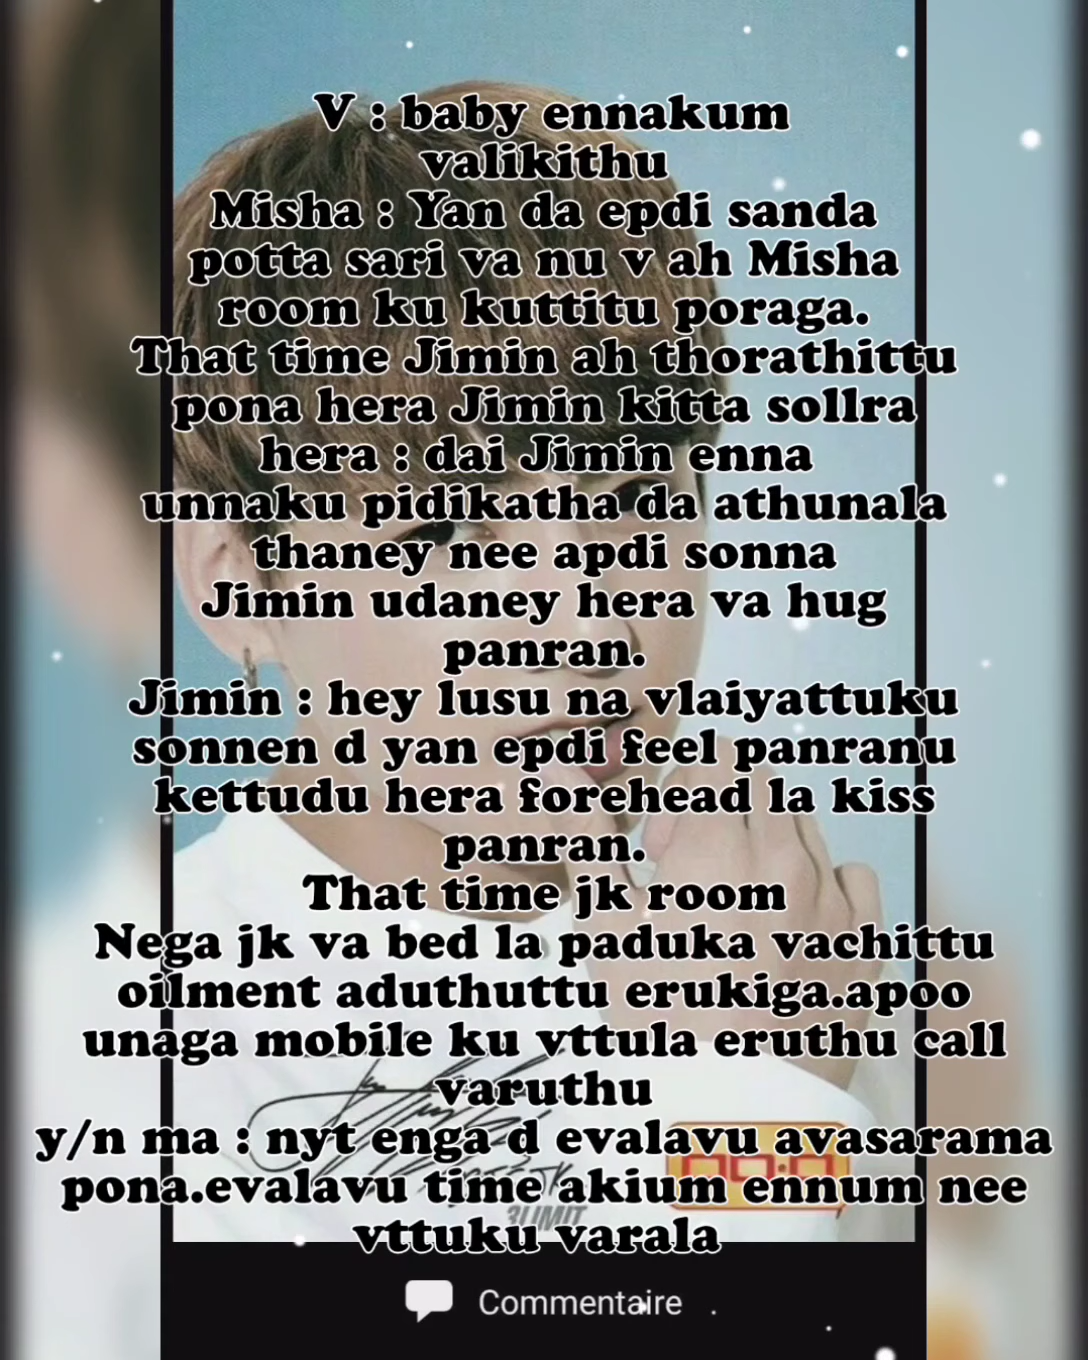 V : baby ennakum
valikithu
Misha : Yan da epdi sanda
potta sari va nu v ah Misha
room ku kuttitu poraga.
That time Jimin ah thorathittu
pona hera Jimin kitta sollra
hera : dai Jimin enna
unnaku pidikatha da athunala
thaney nee apdi sonna
Jimin udaney hera va hug
panran.
Jimin : hey lusu na vlaiyattuku
sonnen d yan epdi feel panranu
kettudu hera forehead la kiss
panran.
That time jk room
Nega jk va bed la paduka vachittu
oilment aduthuttu erukiga.apoo
unaga mobile ku vttula eruthu call
varuthu
y/n ma : nyt enga d evalavu avasarama
pona.evalavu time akium ennum nee
vttuku varala
Commentaire